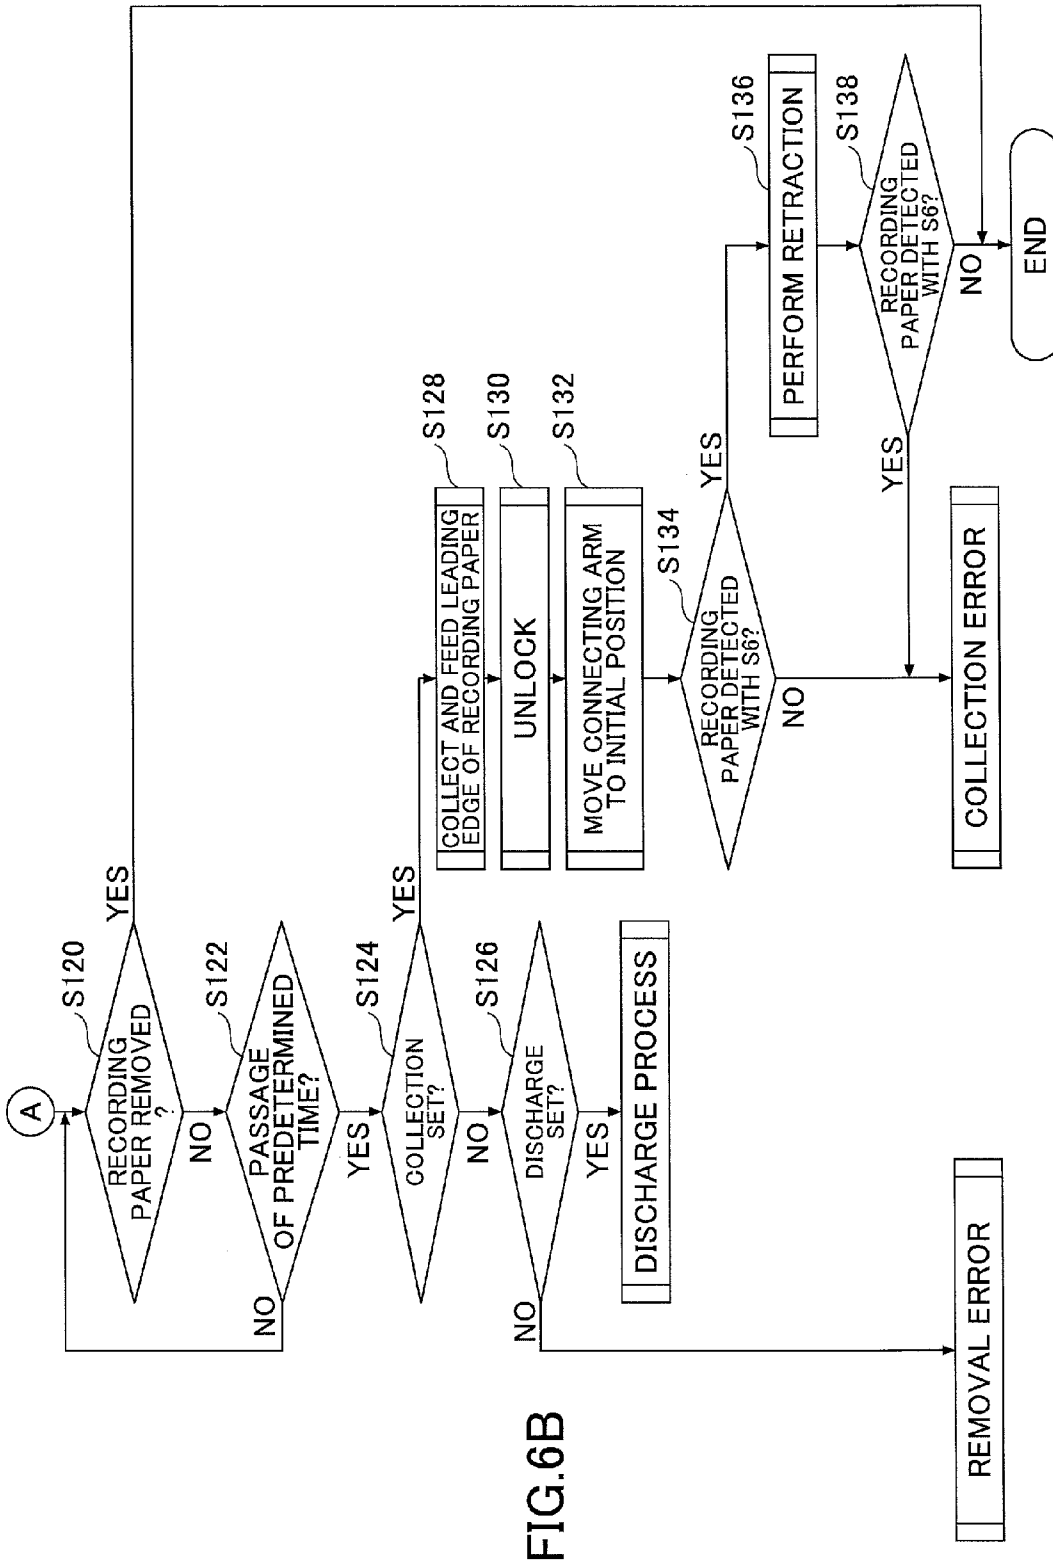 FIG.6B
A
S120
RECORDING
PAPER REMOVED
?
YES
NO
S122
PASSAGE
OF PREDETERMINED
TIME?
NO
YES
S124
COLLECTION
SET?
YES
NO
S126
DISCHARGE
SET?
NO
YES
DISCHARGE PROCESS
REMOVAL ERROR
S128
COLLECT AND FEED LEADING
EDGE OF RECORDING PAPER
S130
UNLOCK
S132
MOVE CONNECTING ARM
TO INITIAL POSITION
S134
RECORDING
PAPER DETECTED
WITH S6?
YES
NO
COLLECTION ERROR
S136
PERFORM RETRACTION
S138
RECORDING
PAPER DETECTED
WITH S6?
YES
NO
END